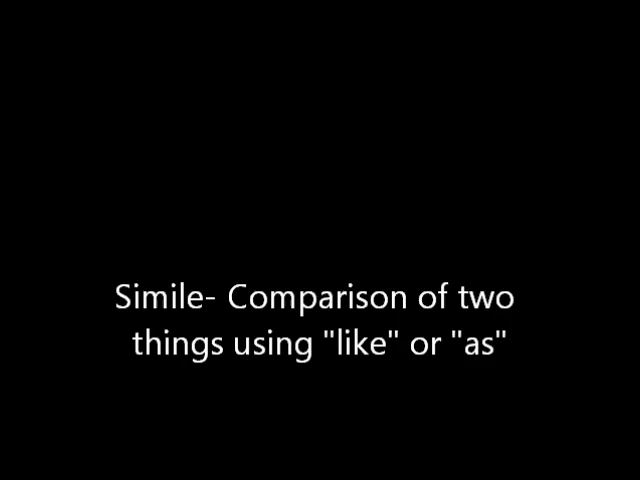 Simile- Comparison of two
things using "like" or "as"